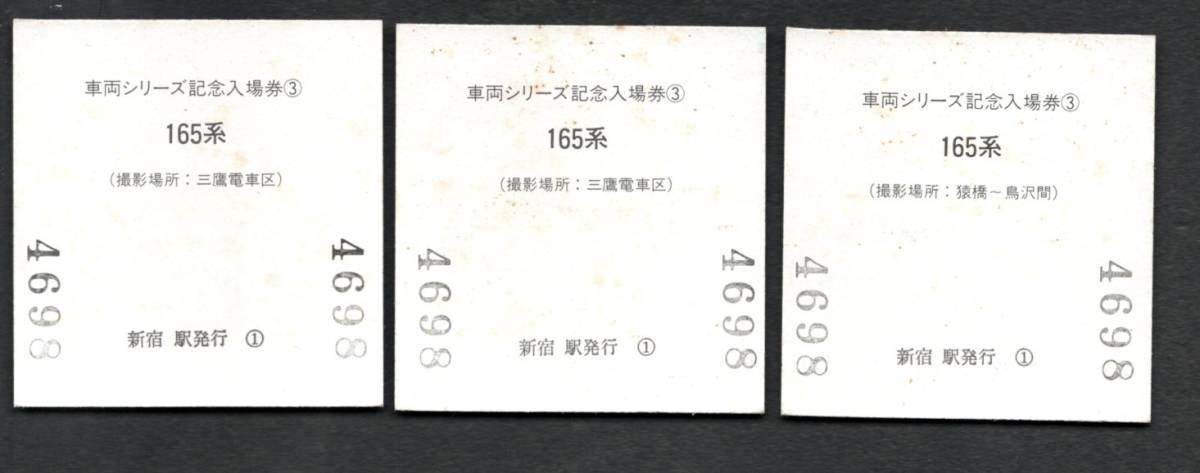 車両シリーズ記念入場券③
165系
(撮影場所：三鷹電車区)
4698
4698
新宿 駅発行 ①
車両シリーズ記念入場券③
165系
(撮影場所：三鷹電車区)
4698
4698
新宿 駅発行 ①
車両シリーズ記念入場券③
165系
(撮影場所：猿橋～鳥沢間)
4698
4698
新宿 駅発行 ①